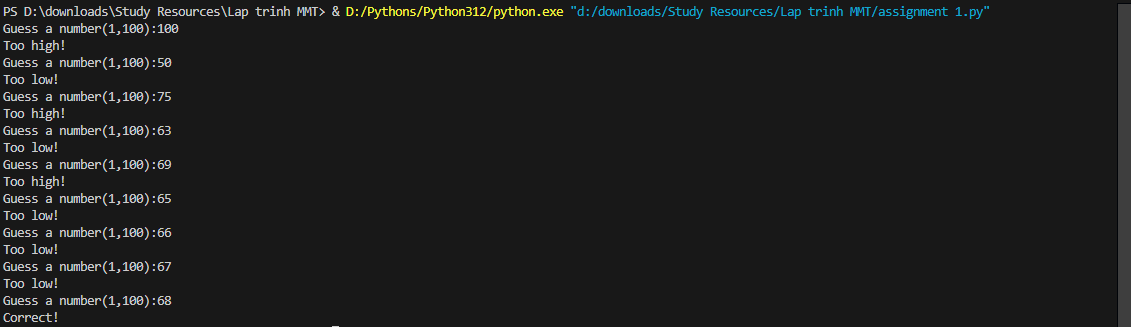 PS D:\downloads\Study Resources\Lap trinh MMT> & D:/Pythons/Python312/python.exe "d:/downloads/Study Resources/Lap trinh MMT/assignment 1.py"
Guess a number(1,100):100
Too high!
Guess a number(1,100):50
Too low!
Guess a number(1,100):75
Too high!
Guess a number(1,100):63
Too low!
Guess a number(1,100):69
Too high!
Guess a number(1,100):65
Too low!
Guess a number(1,100):66
Too low!
Guess a number(1,100):67
Too low!
Guess a number(1,100):68
Correct!